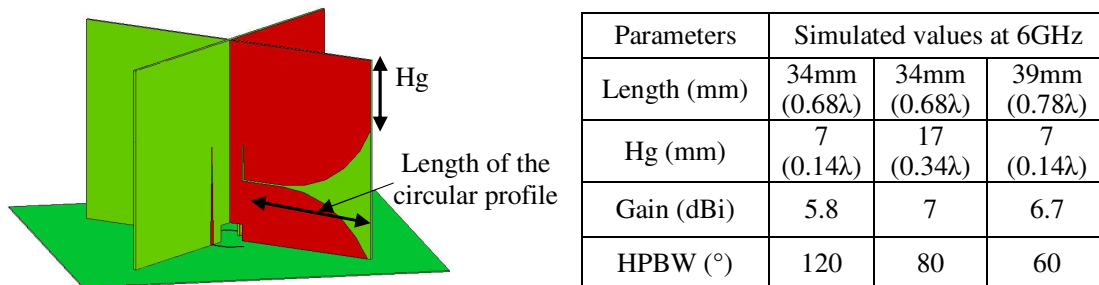 Hg
Length of the
circular profile
Parameters Simulated values at 6GHz
Length (mm) 34mm (0.68λ) 34mm (0.68λ) 39mm (0.78λ)
Hg (mm) 7 (0.14λ) 17 (0.34λ) 7 (0.14λ)
Gain (dBi) 5.8 7 6.7
HPBW (°) 120 80 60